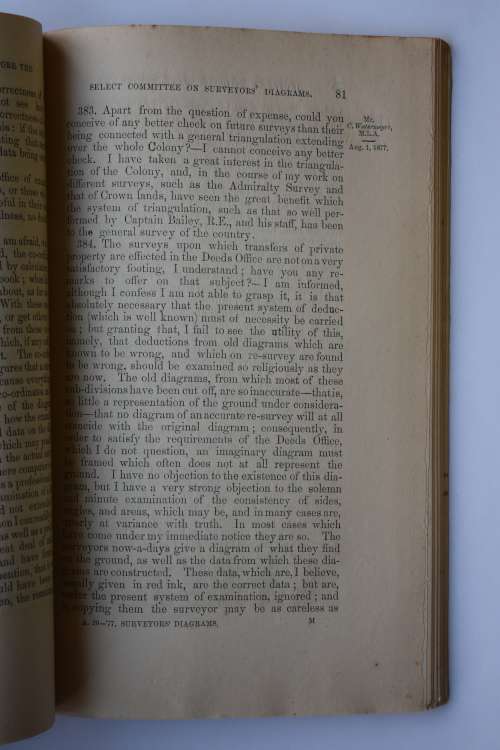 ORE THE
SELECT COMMITTEE ON SURVEYORS' DIAGRAMS. 81
383. Apart from the question of expense, could you
conceive of any better check on future surveys than their
being connected with a general triangulation extending
over the whole Colony?—I cannot conceive any better
check. I have taken a great interest in the triangula-
tion of the Colony, and, in the course of my work on
different surveys, such as the Admiralty Survey and
that of Crown lands, have seen the great benefit which
the system of triangulation, such as that so well per-
formed by Captain Bailey, R.E., and his staff, has been
to the general survey of the country.
384. The surveys upon which transfers of private
property are effected in the Deeds Office are not on a very
satisfactory footing, I understand; have you any re-
marks to offer on that subject?—I am informed,
although I confess I am not able to grasp it, it is that
absolutely necessary that the present system of deduc-
tion (which is well known) must of necessity be carried
on; but granting that, I fail to see the utility of this,
namely, that deductions from old diagrams which are
known to be wrong, and which on re-survey are found
to be wrong, should be examined so religiously as they
are now. The old diagrams, from which most of these
sub-divisions have been cut off, are so inaccurate—that is,
so little a representation of the ground under considera-
tion—that no diagram of an accurate re-survey will at all
coincide with the original diagram; consequently, in
order to satisfy the requirements of the Deeds Office,
which I do not question, an imaginary diagram must
be framed which often does not at all represent the
ground. I have no objection to the existence of this dia-
gram, but I have a very strong objection to the solemn
and minute examination of the consistency of sides,
angles, and areas, which may be, and in many cases are,
utterly at variance with truth. In most cases which
have come under my immediate notice they are so. The
surveyors now-a-days give a diagram of what they find
on the ground, as well as the data from which these dia-
grams are constructed. These data, which are, I believe,
usually given in red ink, are the correct data; but are,
under the present system of examination, ignored; and
in copying them the surveyor may be as careless as
A. 20—'77. SURVEYORS' DIAGRAMS. M
Mr.
C. Watermeyer,
M.L.A.
Aug. 1, 1877.